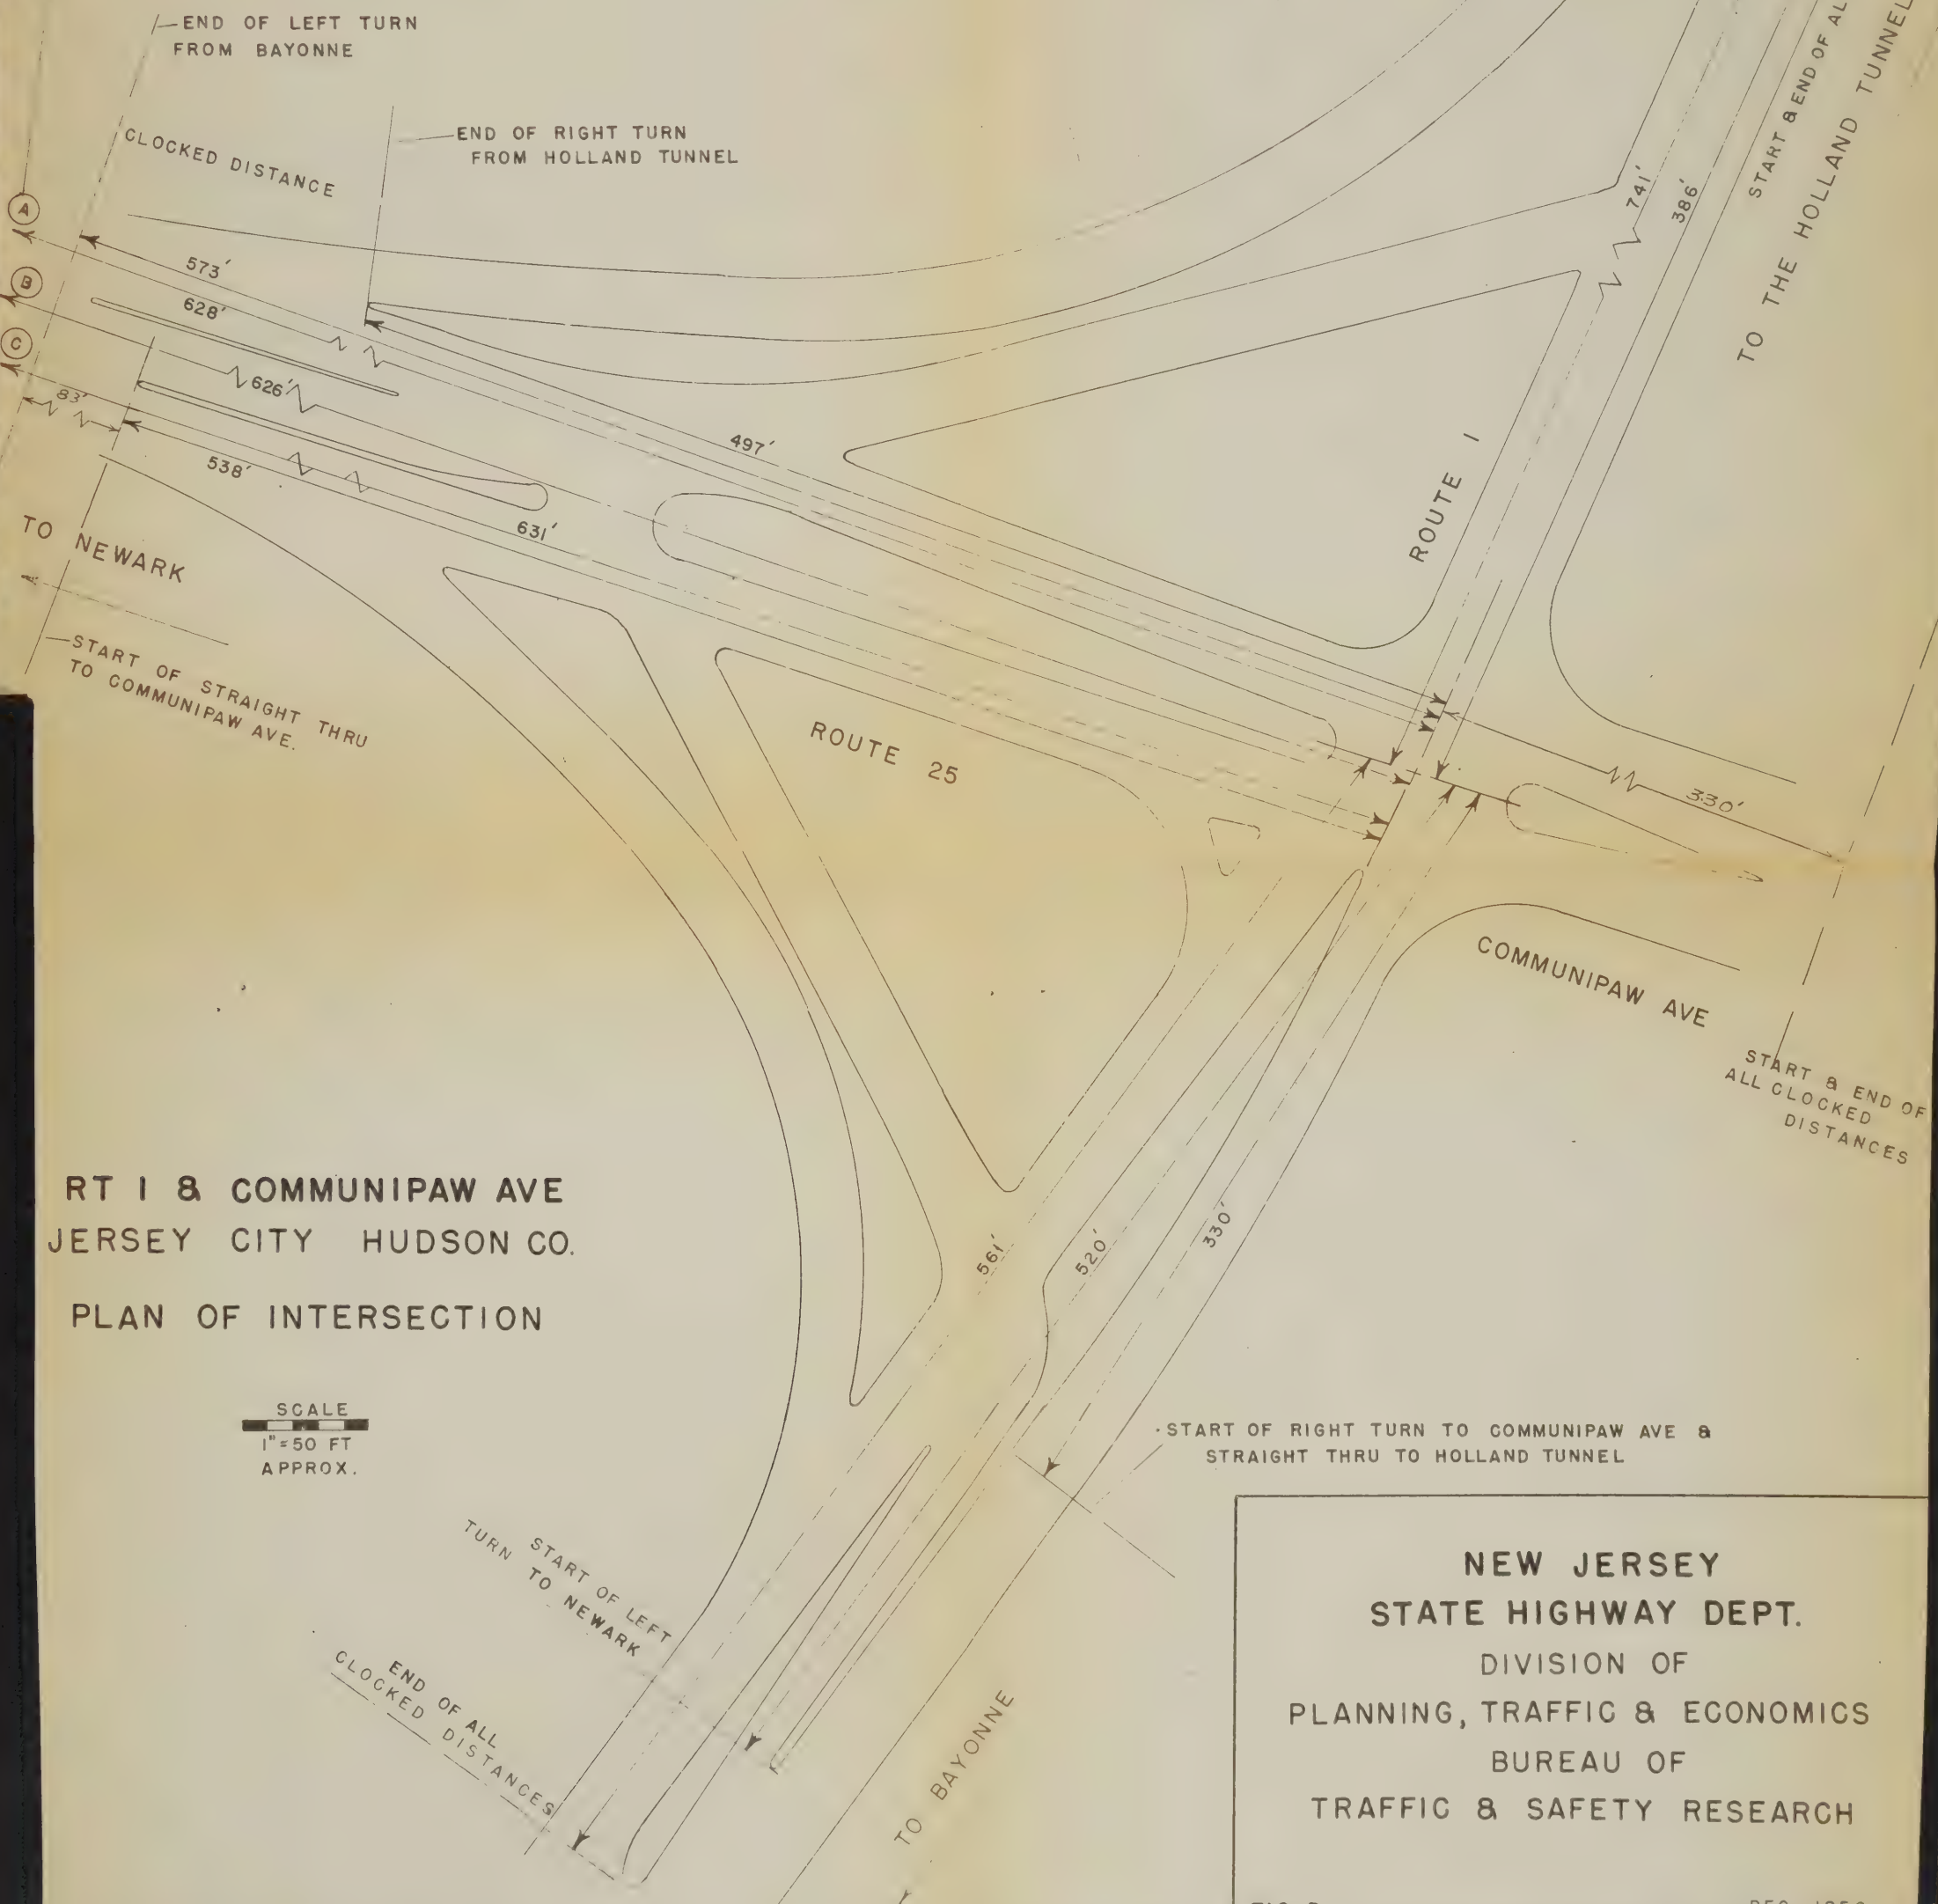 END OF LEFT TURN
FROM BAYONNE
END OF RIGHT TURN
FROM HOLLAND TUNNEL
CLOCKED DISTANCE
START & END OF AL
TO THE HOLLAND TUNNEL
741'
386'
A
B
C
573'
628'
626'
83'
538'
631'
497'
ROUTE 1
TO NEWARK
START OF STRAIGHT THRU
TO COMMUNIPAW AVE.
ROUTE 25
330'
COMMUNIPAW AVE
START & END OF
ALL CLOCKED
DISTANCES
RT 1 & COMMUNIPAW AVE
JERSEY CITY HUDSON CO.
PLAN OF INTERSECTION
SCALE
1"=50 FT
APPROX.
561'
520'
330'
START OF RIGHT TURN TO COMMUNIPAW AVE &
STRAIGHT THRU TO HOLLAND TUNNEL
START OF LEFT
TURN TO NEWARK
END OF ALL
CLOCKED DISTANCES
TO BAYONNE
NEW JERSEY
STATE HIGHWAY DEPT.
DIVISION OF
PLANNING, TRAFFIC & ECONOMICS
BUREAU OF
TRAFFIC & SAFETY RESEARCH